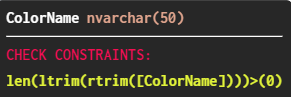 ColorName nvarchar(50)
CHECK CONSTRAINTS:
len(ltrim(rtrim([ColorName])))>(0)